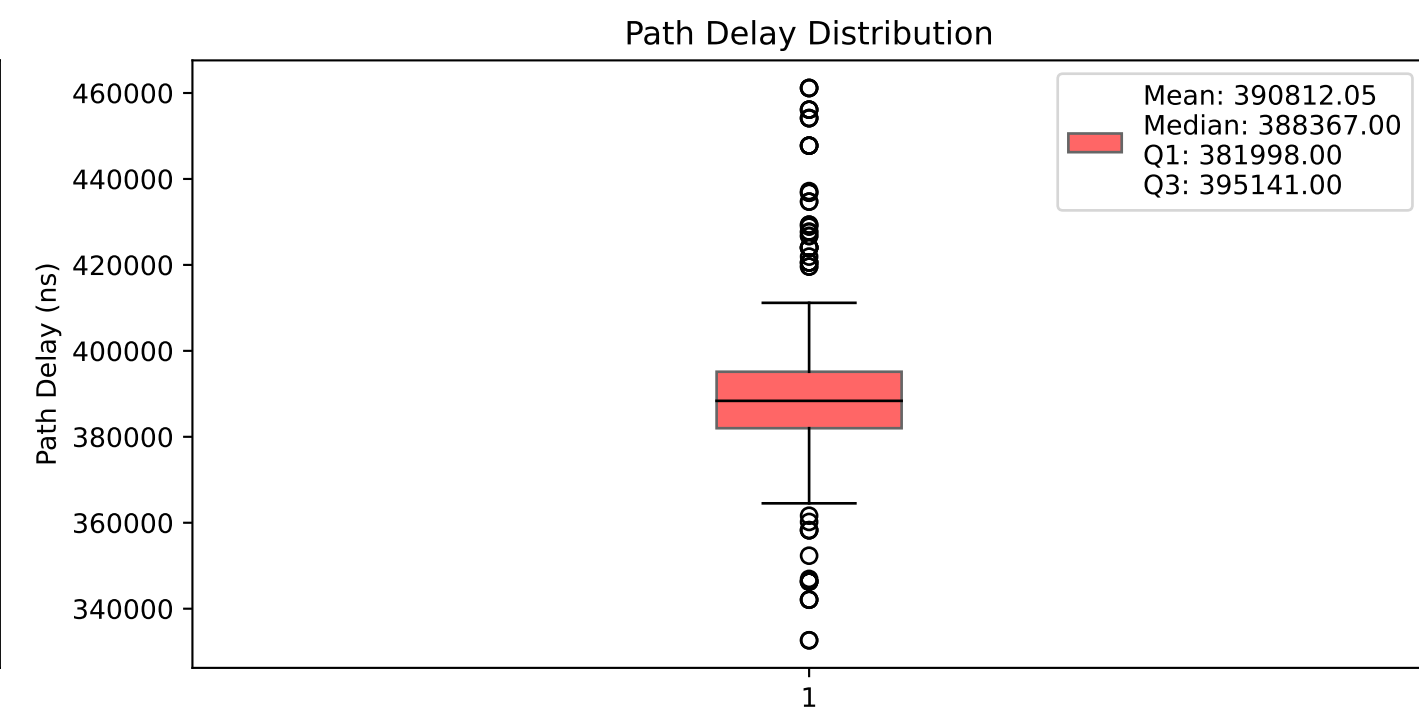 Path Delay Distribution
Mean: 390812.05
Median: 388367.00
Q1: 381998.00
Q3: 395141.00
Path Delay (ns)
460000
440000
420000
400000
380000
360000
340000
1